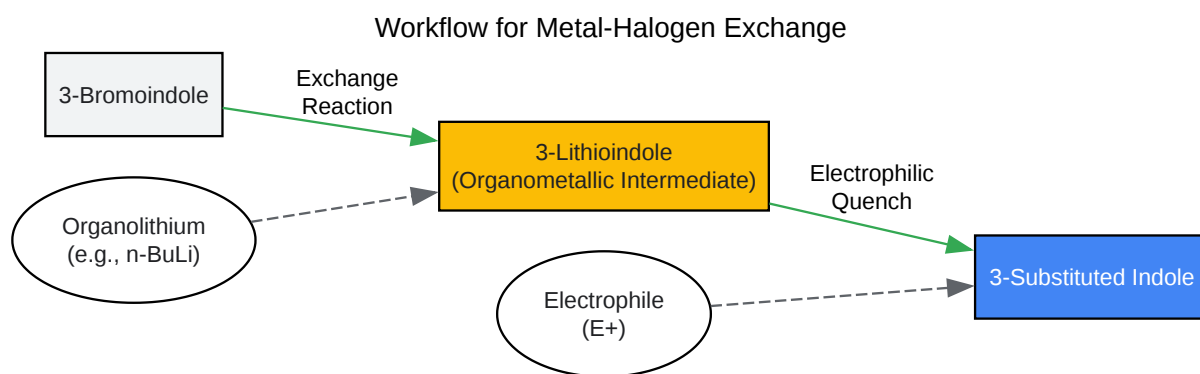 Workflow for Metal-Halogen Exchange
3-Bromoindole
Exchange
Reaction
3-Lithioindole
(Organometallic Intermediate)
Organolithium
(e.g., n-BuLi)
Electrophilic
Quench
3-Substituted Indole
Electrophile
(E+)